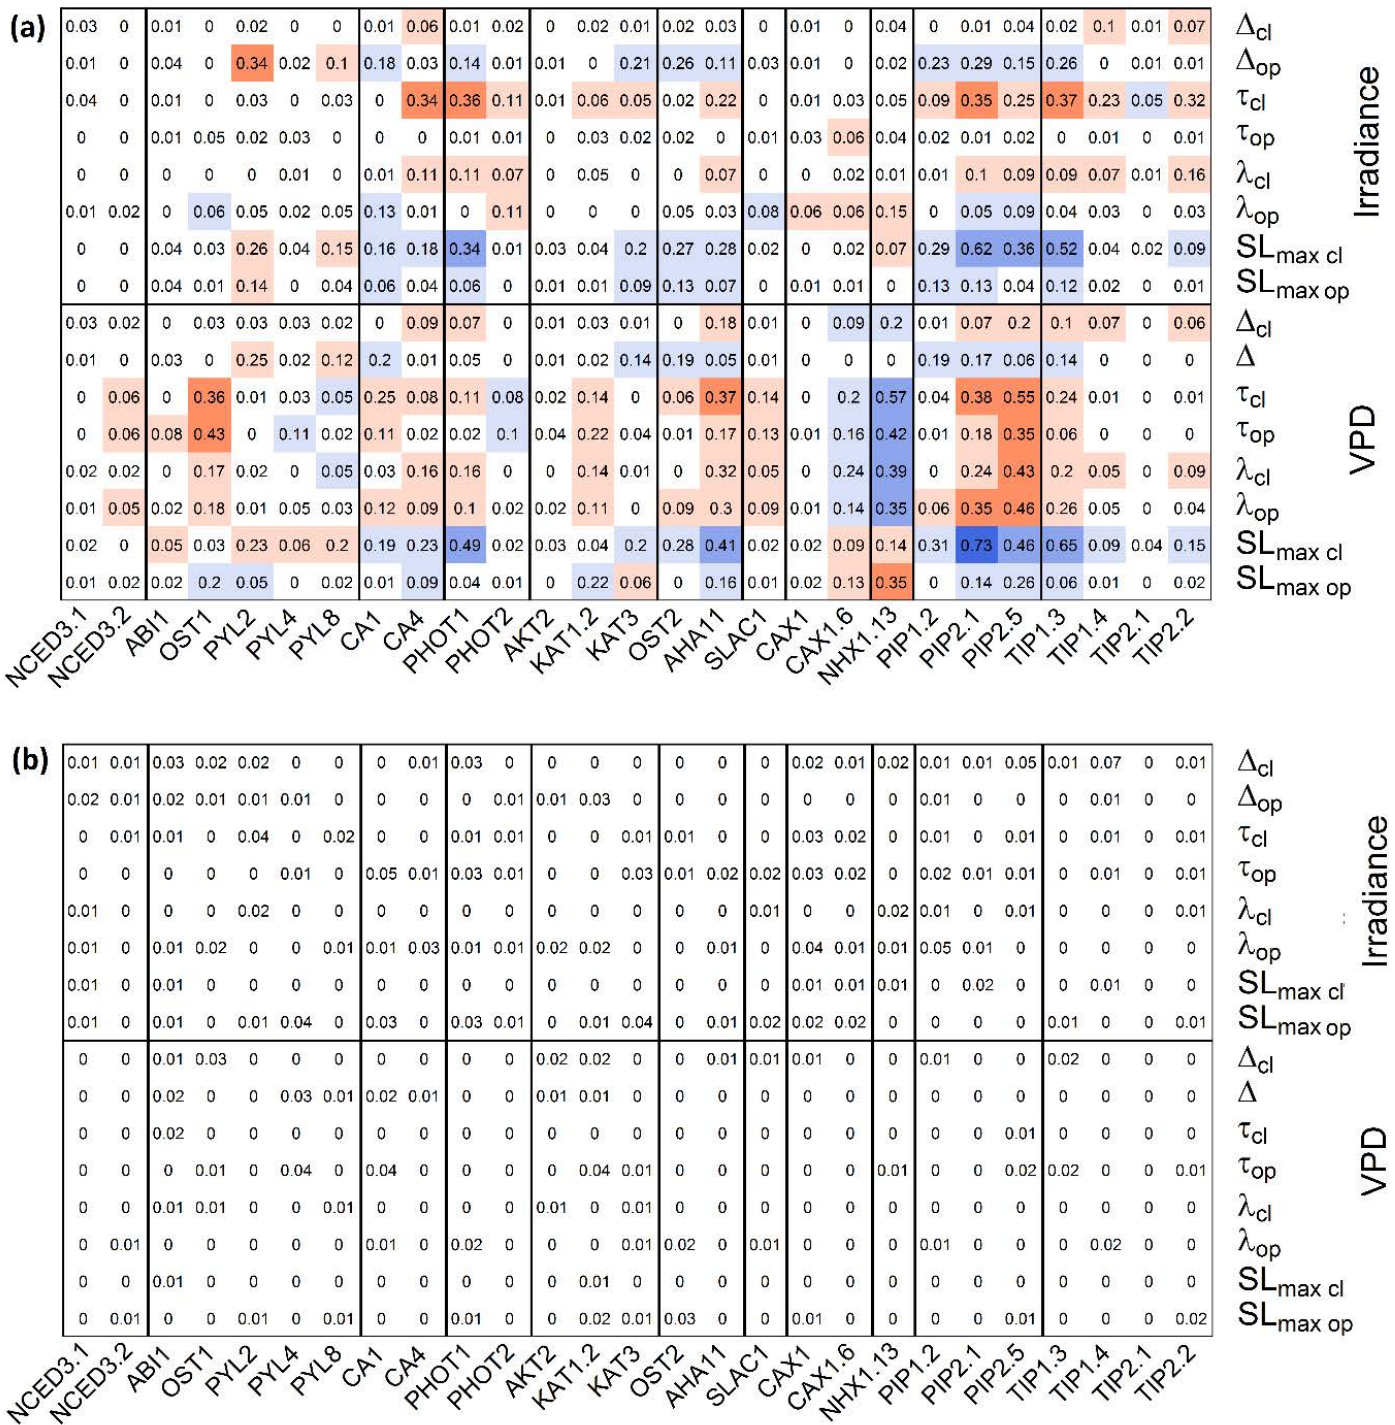 (a) 0.03 0 0.01 0 0.02 0 0 0.01 0.06 0.01 0.02 0 0.02 0.01 0.02 0.03 0.01 0 0.04 0 0.01 0.04 0.02 0.1 0.01 0.07 Δcl
0.01 0 0.04 0 0.34 0.02 0.1 0.18 0.03 0.14 0.01 0.01 0 0.21 0.26 0.11 0.03 0.01 0 0.02 0.23 0.29 0.15 0.26 0 0.01 0.01 Δop
0.04 0 0.01 0 0.03 0 0.03 0 0.34 0.36 0.11 0.01 0.06 0.05 0.02 0.22 0 0.01 0.03 0.05 0.09 0.35 0.25 0.37 0.23 0.05 0.32 τcl
0 0 0.01 0.05 0.02 0.03 0 0 0 0.01 0.01 0 0.03 0.02 0.02 0 0.01 0.03 0.06 0.04 0.02 0.01 0.02 0 0.01 0 0.01 τop
0 0 0 0 0 0.01 0 0.01 0.11 0.11 0.07 0 0.05 0 0 0.07 0 0 0.02 0.01 0.01 0.1 0.09 0.09 0.07 0.01 0.16 λcl
0.01 0.02 0 0.06 0.05 0.02 0.05 0.13 0.01 0 0.11 0 0 0 0.05 0.03 0.08 0.06 0.06 0.15 0 0.05 0.09 0.04 0.03 0 0.03 λop
0 0 0.04 0.03 0.26 0.04 0.15 0.16 0.18 0.34 0.01 0.03 0.04 0.2 0.27 0.28 0.02 0 0.02 0.07 0.29 0.62 0.36 0.52 0.04 0.02 0.09 SLmax cl
0 0 0.04 0.01 0.14 0 0.04 0.06 0.04 0.06 0 0.01 0.01 0.09 0.13 0.07 0 0.01 0.01 0 0.13 0.13 0.04 0.12 0.02 0 0.01 SLmax op
Irradiance
0.03 0.02 0 0.03 0.03 0.03 0.02 0 0.09 0.07 0 0.01 0.03 0.01 0 0.18 0.01 0 0.09 0.2 0.01 0.07 0.2 0.1 0.07 0 0.06 Δcl
0.01 0 0.03 0 0.25 0.02 0.12 0.2 0.01 0.05 0 0.01 0.02 0.14 0.19 0.05 0.01 0 0 0 0.19 0.17 0.06 0.14 0 0 0 Δ
0 0.06 0 0.36 0.01 0.03 0.05 0.25 0.08 0.11 0.08 0.02 0.14 0 0.06 0.37 0.14 0 0.2 0.57 0.04 0.38 0.55 0.24 0.01 0 0.01 τcl
0 0.06 0.08 0.43 0 0.11 0.02 0.11 0.02 0.02 0.1 0.04 0.22 0.04 0.01 0.17 0.13 0.01 0.16 0.42 0.01 0.18 0.35 0.06 0 0 0 τop
0.02 0.02 0 0.17 0.02 0 0.05 0.03 0.16 0.16 0 0 0.14 0.01 0 0.32 0.05 0 0.24 0.39 0 0.24 0.43 0.2 0.05 0 0.09 λcl
0.01 0.05 0.02 0.18 0.01 0.05 0.03 0.12 0.09 0.1 0.02 0.02 0.11 0 0.09 0.3 0.09 0.01 0.14 0.35 0.06 0.35 0.46 0.26 0.05 0 0.04 λop
0.02 0 0.05 0.03 0.23 0.06 0.2 0.19 0.23 0.49 0.02 0.03 0.04 0.2 0.28 0.41 0.02 0.02 0.09 0.14 0.31 0.73 0.46 0.65 0.09 0.04 0.15 SLmax cl
0.01 0.02 0.02 0.2 0.05 0 0.02 0.01 0.09 0.04 0.01 0 0.22 0.06 0 0.16 0.01 0.02 0.13 0.35 0 0.14 0.26 0.06 0.01 0 0.02 SLmax op
VPD
NCED3.1 NCED3.2 ABI1 OST1 PYL2 PYL4 PYL8 CA1 CA4 PHOT1 PHOT2 AKT2 KAT1.2 KAT3 OST2 AHA11 SLAC1 CAX1 CAX1.6 NHX1.13 PIP1.2 PIP2.1 PIP2.5 TIP1.3 TIP1.4 TIP2.1 TIP2.2
(b) 0.01 0.01 0.03 0.02 0.02 0 0 0 0.01 0.03 0 0 0 0 0 0 0 0.02 0.01 0.02 0.01 0.01 0.05 0.01 0.07 0 0.01 Δcl
0.02 0.01 0.02 0.01 0.01 0.01 0 0 0 0 0.01 0.01 0.03 0 0 0 0 0 0 0 0.01 0 0 0 0.01 0 0 Δop
0 0.01 0.01 0 0.04 0 0.02 0 0 0.01 0.01 0 0 0.01 0.01 0 0 0.03 0.02 0 0.01 0 0.01 0 0.01 0 0.01 τcl
0 0 0 0 0 0.01 0 0.05 0.01 0.03 0.01 0 0 0.03 0.01 0.02 0.02 0.03 0.02 0 0.02 0.01 0.01 0 0.01 0 0.01 τop
0.01 0 0 0 0.02 0 0 0 0 0 0 0 0 0 0 0 0.01 0 0 0.02 0.01 0 0.01 0 0 0 0.01 λcl
0.01 0 0.01 0.02 0 0 0.01 0.01 0.03 0.01 0.01 0.02 0.02 0 0 0.01 0 0.04 0.01 0.01 0.05 0.01 0 0 0 0 0 λop
0.01 0 0.01 0 0 0 0 0 0 0 0 0 0 0 0 0 0 0.01 0.01 0.01 0 0.02 0 0 0.01 0 0 SLmax cl
0.01 0 0.01 0 0.01 0.04 0 0.03 0 0.03 0.01 0 0.01 0.04 0 0.01 0.02 0.02 0.02 0 0 0 0 0.01 0 0 0.01 SLmax op
Irradiance
0 0 0.01 0.03 0 0 0 0 0 0 0 0.02 0.02 0 0 0.01 0.01 0.01 0 0 0.01 0 0 0.02 0 0 0 Δcl
0 0 0.02 0 0 0.03 0.01 0.02 0.01 0 0 0.01 0.01 0 0 0 0 0 0 0 0 0 0 0 0 0 0 Δ
0 0 0.02 0 0 0 0 0 0 0 0 0 0 0 0 0 0 0 0 0 0 0 0.01 0 0 0 0 τcl
0 0 0 0.01 0 0.04 0 0.04 0 0 0 0 0.04 0.01 0 0 0 0 0 0.01 0 0 0.02 0.02 0 0 0.01 τop
0 0 0.01 0.01 0 0 0.01 0 0 0 0 0.01 0 0.01 0 0 0 0 0 0 0 0 0 0 0 0 0 λcl
0 0.01 0 0 0 0 0 0.01 0 0.02 0 0 0 0.01 0.02 0 0.01 0 0 0 0.01 0 0 0 0.02 0 0 λop
0 0 0.01 0 0 0 0 0 0 0 0 0 0.01 0 0 0 0 0 0 0 0 0 0 0 0 0 0 SLmax cl
0 0.01 0 0 0.01 0 0.01 0 0 0.01 0 0 0.02 0.01 0.03 0 0 0.01 0 0 0 0 0.01 0 0 0 0.02 SLmax op
VPD
NCED3.1 NCED3.2 ABI1 OST1 PYL2 PYL4 PYL8 CA1 CA4 PHOT1 PHOT2 AKT2 KAT1.2 KAT3 OST2 AHA11 SLAC1 CAX1 CAX1.6 NHX1.13 PIP1.2 PIP2.1 PIP2.5 TIP1.3 TIP1.4 TIP2.1 TIP2.2